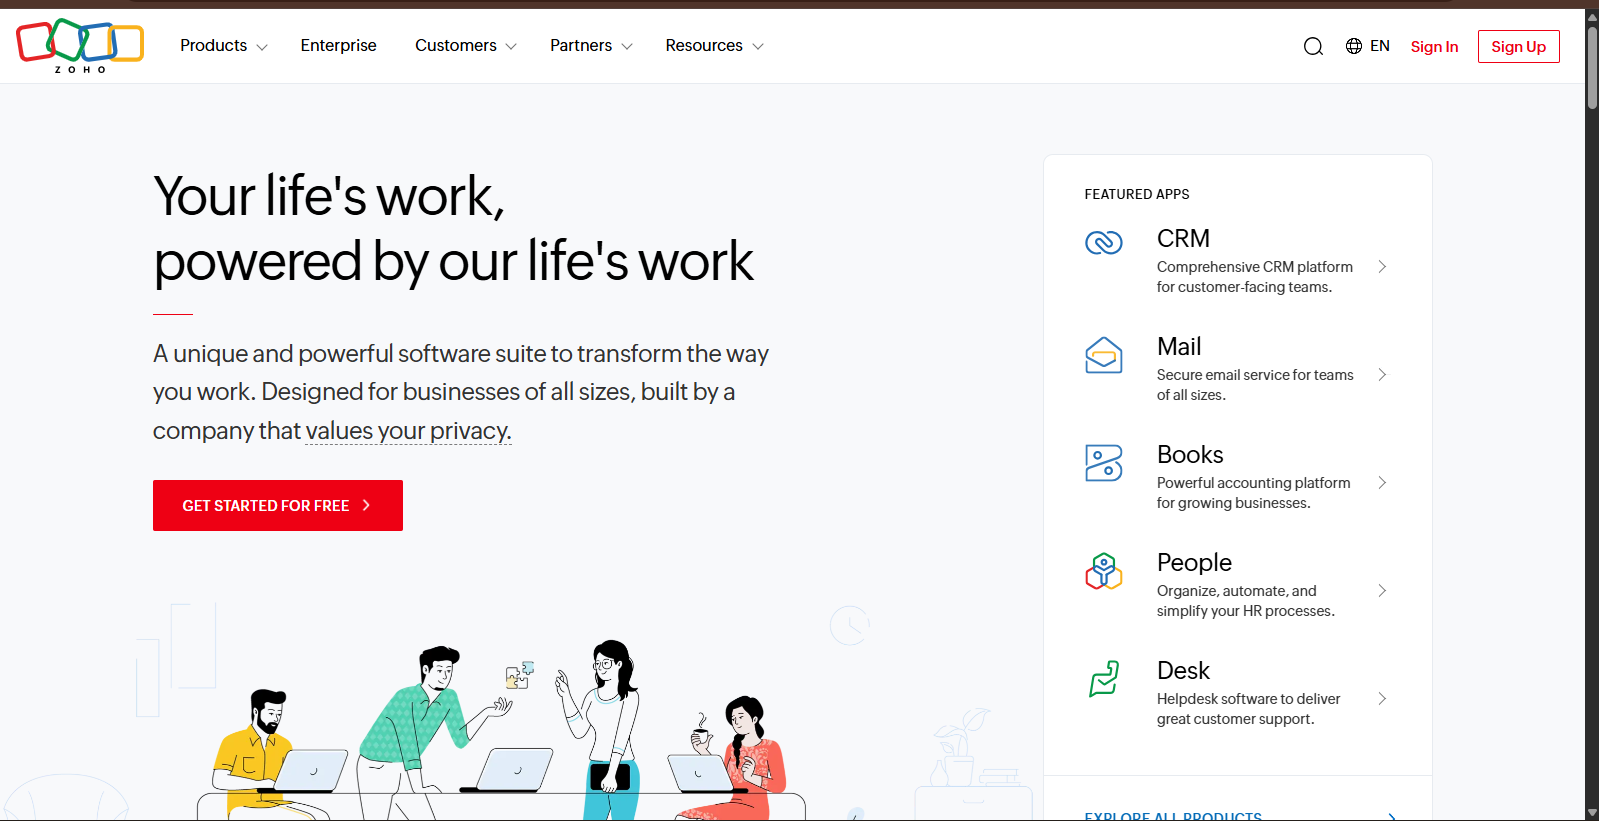 ZOHO
Products
Enterprise
Customers
Partners
Resources
EN
Sign In
Sign Up
Your life's work,
powered by our life's work
A unique and powerful software suite to transform the way
you work. Designed for businesses of all sizes, built by a
company that values your privacy.
GET STARTED FOR FREE
FEATURED APPS
CRM
Comprehensive CRM platform
for customer-facing teams.
Mail
Secure email service for teams
of all sizes.
Books
Powerful accounting platform
for growing businesses.
People
Organize, automate, and
simplify your HR processes.
Desk
Helpdesk software to deliver
great customer support.
EXPLORE ALL PRODUCTS